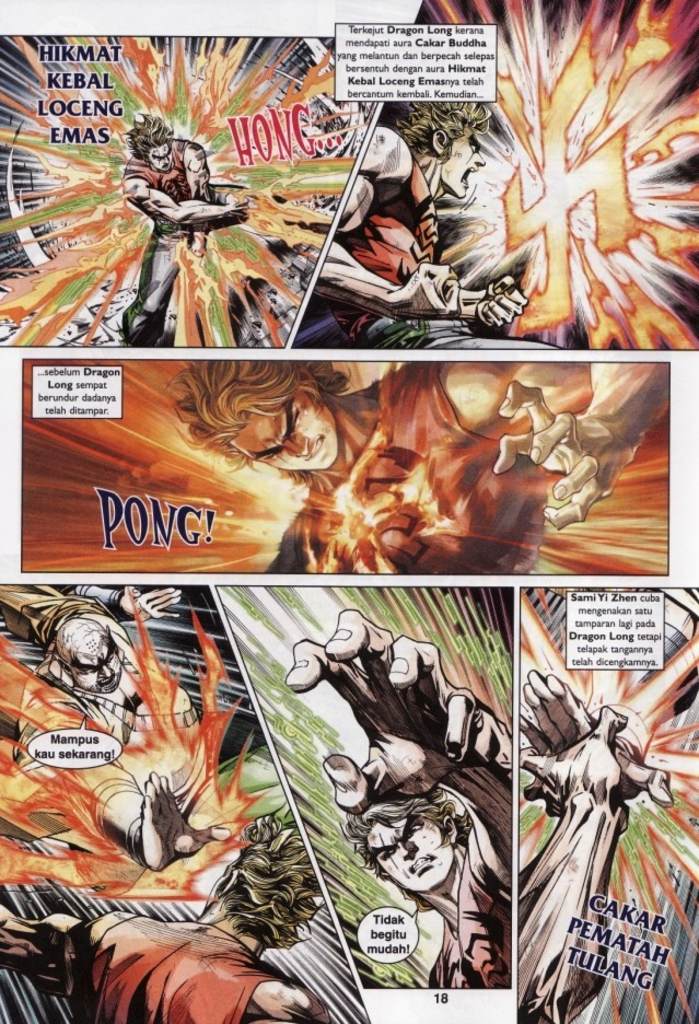 HIKMAT
KEBAL
LOCENG
EMAS
HONG...
Terkejut Dragon Long kerana
mendapati aura Cakar Buddha
yang melantun dan berpecah selepas
bersentuh dengan aura Hikmat
Kebal Loceng Emasnya telah
bercantum kembali. Kemudian...
...sebelum Dragon
Long sempat
berundur dadanya
telah ditampar.
PONG!
Mampus
kau sekarang!
Tidak
begitu
mudah!
Sami Yi Zhen cuba
mengenakan satu
tamparan lagi pada
Dragon Long tetapi
telapak tangannya
telah dicengkamnya.
CAKAR
PEMATAH
TULANG
18